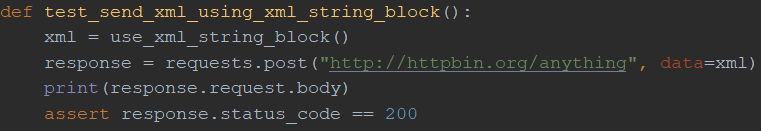 def test_send_xml_using_xml_string_block():
    xml = use_xml_string_block()
    response = requests.post("http://httpbin.org/anything", data=xml)
    print(response.request.body)
    assert response.status_code == 200